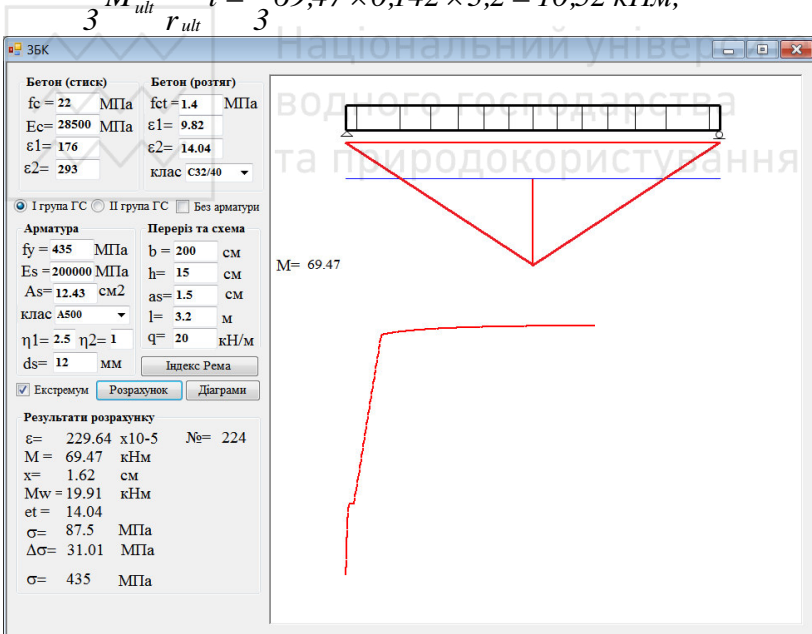 3 M ult r ult l = 3 69,47 × 0,142 × 3,2 = 10,52 кНм;
Національний універс
водного господарства
та природокористування
ЗБК
Бетон (стиск) Бетон (розтяг)
fc = 22 МПа fct = 1.4 МПа
Ec= 28500 МПа ε1= 9.82
ε1= 176 ε2= 14.04
ε2= 293 клас C32/40
I група ГС II група ГС Без арматури
Арматура Переріз та схема
fy = 435 МПа b = 200 см
Es = 200000 МПа h= 15 см
As= 12.43 см2 as= 1.5 см
клас A500 l= 3.2 м
η1= 2.5 η2= 1 q= 20 кН/м
ds= 12 мм Індекс Рема
Екстремум Розрахунок Діаграми
Результати розрахунку
ε= 229.64 x10-5 №= 224
M = 69.47 кНм
x= 1.62 см
Mw = 19.91 кНм
et = 14.04
σ= 87.5 МПа
Δσ= 31.01 МПа
σ= 435 МПа
M= 69.47